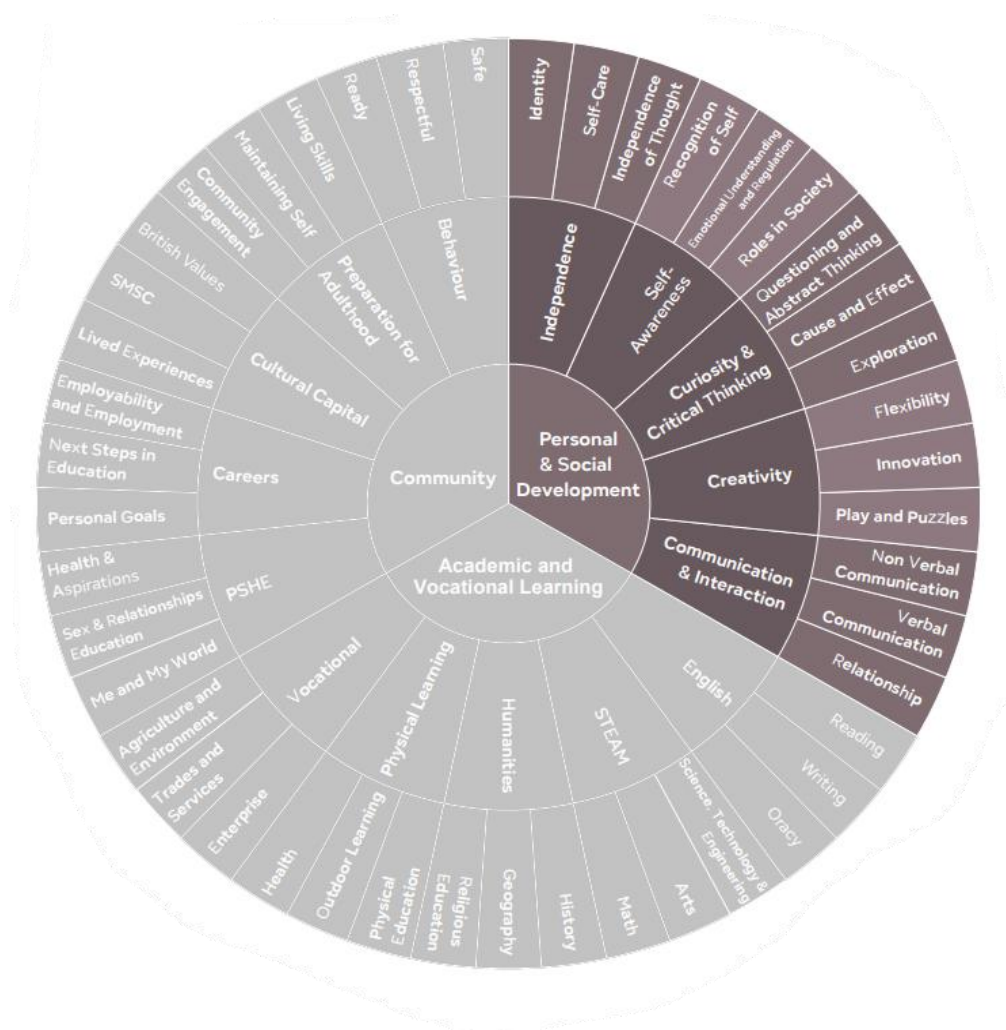 Personal
& Social
Development
Independence
Identity
Self-Care
Independence
of Thought
Self-
Awareness
Recognition
of Self
Emotional Understanding
and Regulation
Roles in Society
Curiosity &
Critical Thinking
Questioning and
Abstract Thinking
Cause and Effect
Exploration
Creativity
Flexibility
Innovation
Play and Puzzles
Communication
& Interaction
Non Verbal
Communication
Verbal
Communication
Relationship
Academic and
Vocational Learning
English
Reading
Writing
Oracy
STEAM
Science, Technology &
Engineering
Arts
Math
Humanities
History
Geography
Religious
Education
Physical Learning
Physical
Education
Outdoor Learning
Health
Vocational
Enterprise
Trades and
Services
Agriculture and
Environment
Community
PSHE
Me and My World
Sex & Relationships
Education
Health &
Aspirations
Careers
Personal Goals
Next Steps in
Education
Employability
and Employment
Cultural Capital
Lived Experiences
SMSC
British Values
Preparation for
Adulthood
Community
Engagement
Maintaining Self
Living Skills
Behaviour
Ready
Respectful
Safe